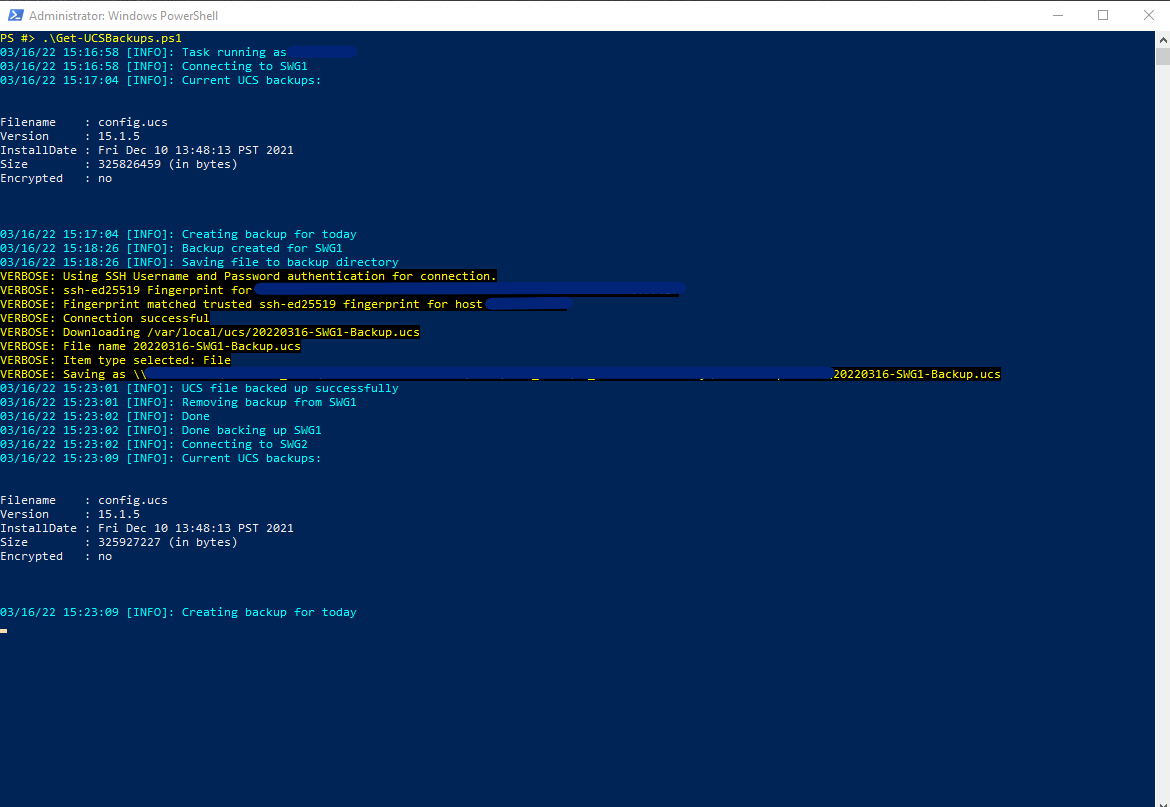 Administrator: Windows PowerShell
PS #> .\Get-UCSBackups.ps1
03/16/22 15:16:58 [INFO]: Task running as
03/16/22 15:16:58 [INFO]: Connecting to SWG1
03/16/22 15:17:04 [INFO]: Current UCS backups:
Filename    : config.ucs
Version     : 15.1.5
InstallDate : Fri Dec 10 13:48:13 PST 2021
Size        : 325826459 (in bytes)
Encrypted   : no
03/16/22 15:17:04 [INFO]: Creating backup for today
03/16/22 15:18:26 [INFO]: Backup created for SWG1
03/16/22 15:18:26 [INFO]: Saving file to backup directory
VERBOSE: Using SSH Username and Password authentication for connection.
VERBOSE: ssh-ed25519 Fingerprint for
VERBOSE: Fingerprint matched trusted ssh-ed25519 fingerprint for host
VERBOSE: Connection successful
VERBOSE: Downloading /var/local/ucs/20220316-SWG1-Backup.ucs
VERBOSE: File name 20220316-SWG1-Backup.ucs
VERBOSE: Item type selected: File
VERBOSE: Saving as \\ 20220316-SWG1-Backup.ucs
03/16/22 15:23:01 [INFO]: UCS file backed up successfully
03/16/22 15:23:01 [INFO]: Removing backup from SWG1
03/16/22 15:23:02 [INFO]: Done
03/16/22 15:23:02 [INFO]: Done backing up SWG1
03/16/22 15:23:02 [INFO]: Connecting to SWG2
03/16/22 15:23:09 [INFO]: Current UCS backups:
Filename    : config.ucs
Version     : 15.1.5
InstallDate : Fri Dec 10 13:48:13 PST 2021
Size        : 325927227 (in bytes)
Encrypted   : no
03/16/22 15:23:09 [INFO]: Creating backup for today